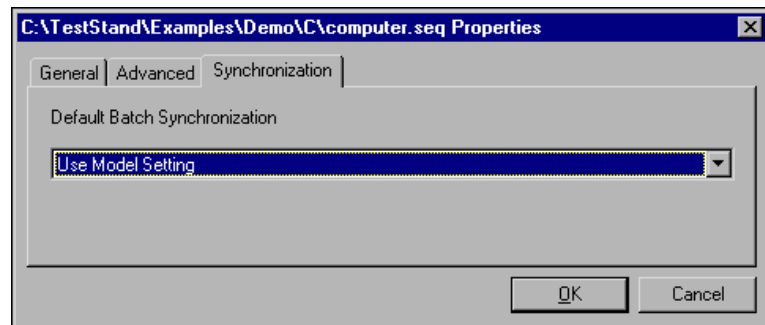 C:\TestStand\Examples\Demo\C\computer.seq Properties
General Advanced Synchronization
Default Batch Synchronization
Use Model Setting
OK Cancel